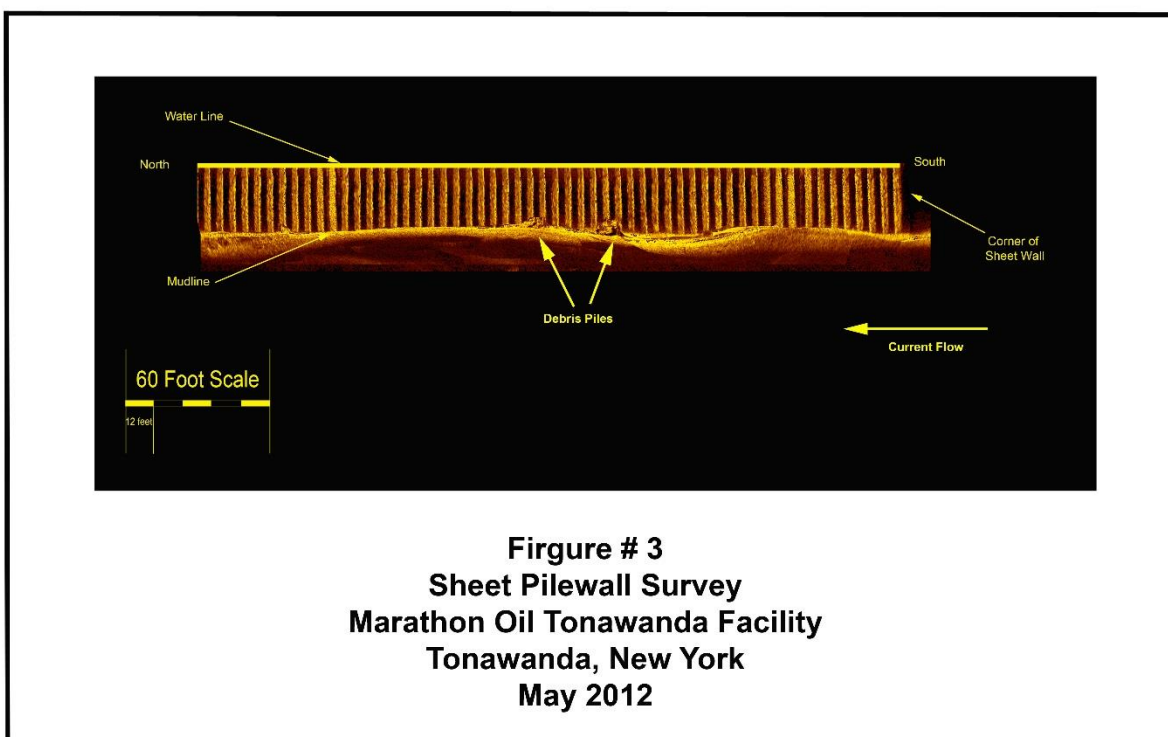 Water Line
North
South
Corner of
Sheet Wall
Mudline
Debris Piles
Current Flow
60 Foot Scale
12 feet
Firgure # 3
Sheet Pilewall Survey
Marathon Oil Tonawanda Facility
Tonawanda, New York
May 2012